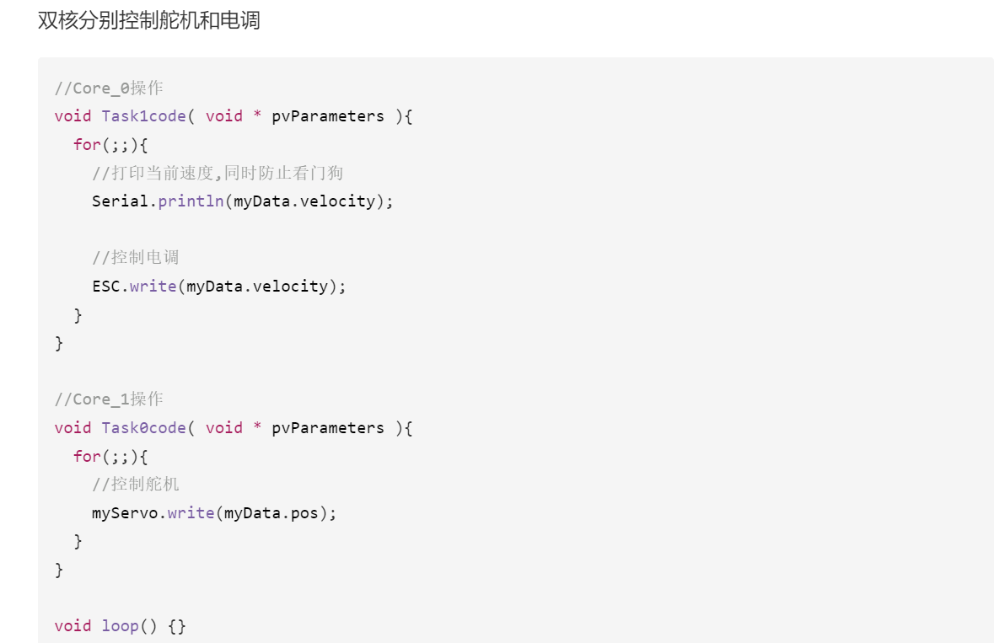 双核分别控制舵机和电调
//Core_0操作
void Task1code( void * pvParameters ){
  for(;;){
    //打印当前速度,同时防止看门狗
    Serial.println(myData.velocity);

    //控制电调
    ESC.write(myData.velocity);
  }
}

//Core_1操作
void Task0code( void * pvParameters ){
  for(;;){
    //控制舵机
    myServo.write(myData.pos);
  }
}

void loop() {}